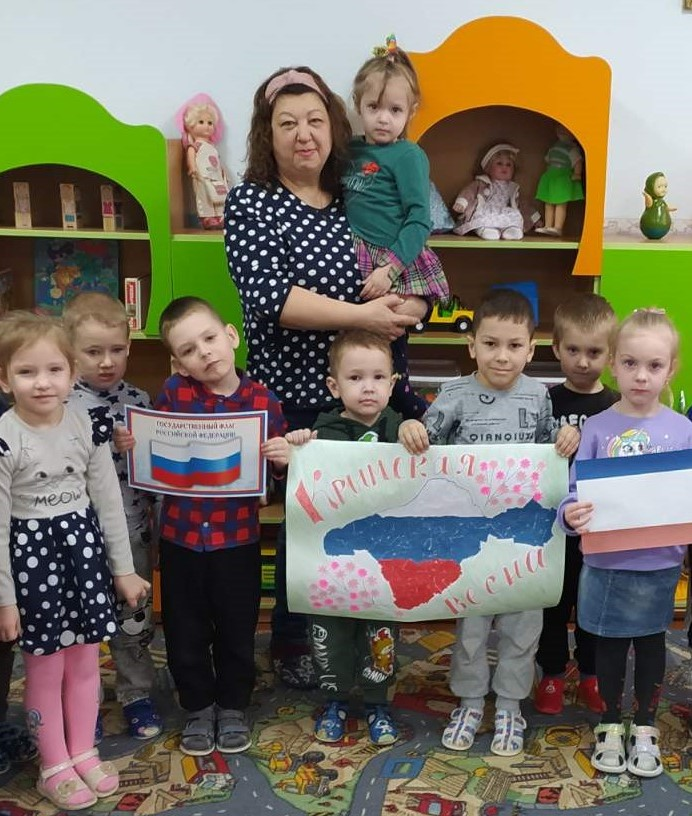 ГОСУДАРСТВЕННЫЙ ФЛАГ
РОССИЙСКОЙ ФЕДЕРАЦИИ
Крымская
весна
MEOW